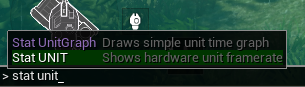 Stat UnitGraph Draws simple unit time graph
Stat UNIT Shows hardware unit framerate
> stat unit_